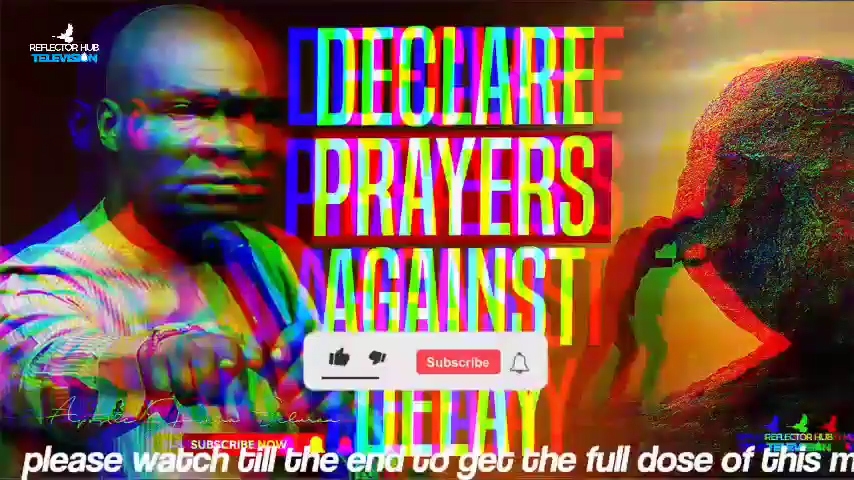 REFLECTOR HUB
TELEVISION
DECLARE
PRAYERS
AGAINST
DELAY
Subscribe
SUBSCRIBE NOW
REFLECTOR HUB
TELEVISION
please watch till the end to get the full dose of this m